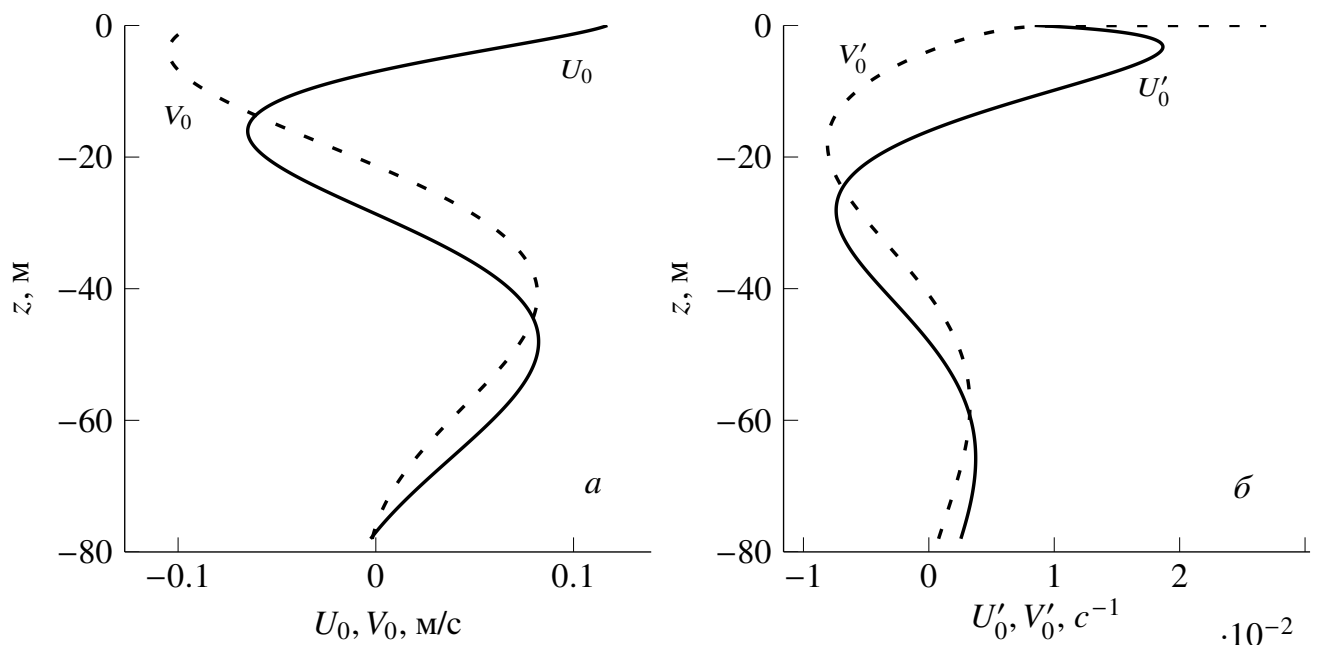 0
−20
−40
−60
−80
z, м
−0.1 0 0.1
U₀, V₀, м/с
U₀
V₀
а
0
−20
−40
−60
−80
z, м
−1 0 1 2
U′₀, V′₀, c⁻¹
·10⁻²
V′₀
U′₀
б